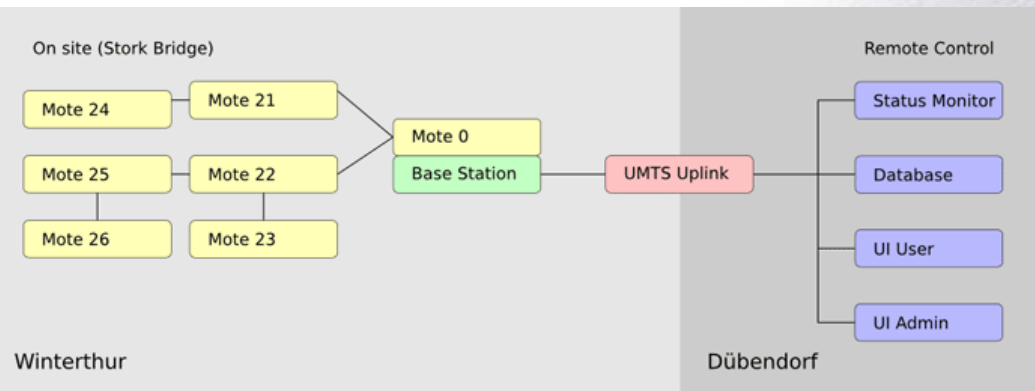 On site (Stork Bridge)
Remote Control
Mote 24
Mote 21
Mote 0
Base Station
Mote 25
Mote 22
Mote 26
Mote 23
UMTS Uplink
Status Monitor
Database
UI User
UI Admin
Winterthur
Dübendorf